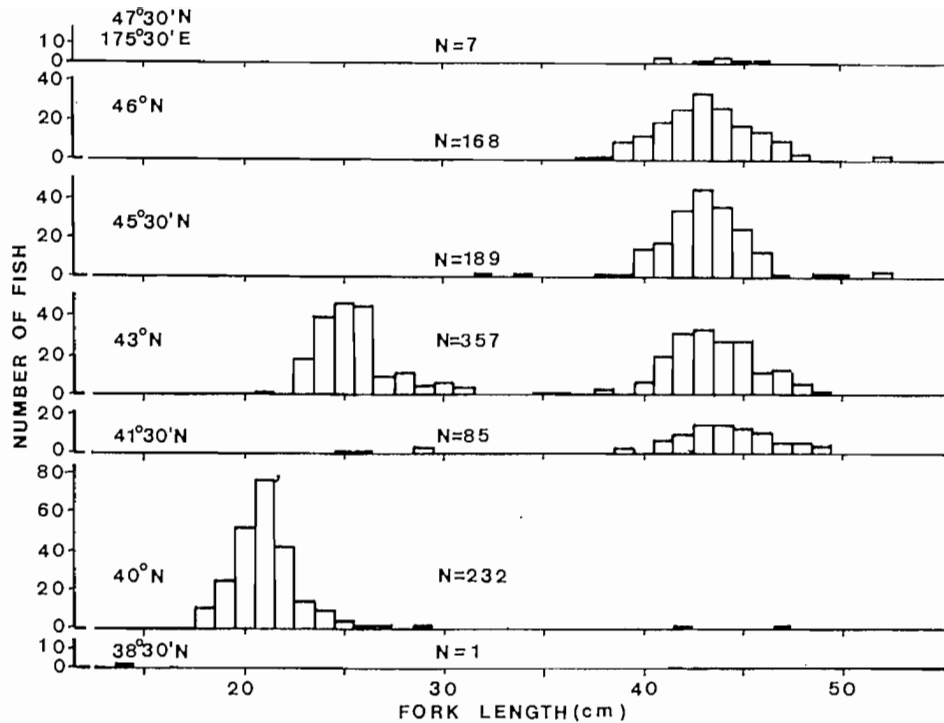 47°30'N
175°30'E
N=7
10
0
46°N
N=168
40
20
0
45°30'N
N=189
40
20
0
43°N
N=357
40
20
0
41°30'N
N=85
20
0
40°N
N=232
80
60
40
20
0
38°30'N
N=1
10
0
NUMBER OF FISH
20 30 40 50
FORK LENGTH(cm)